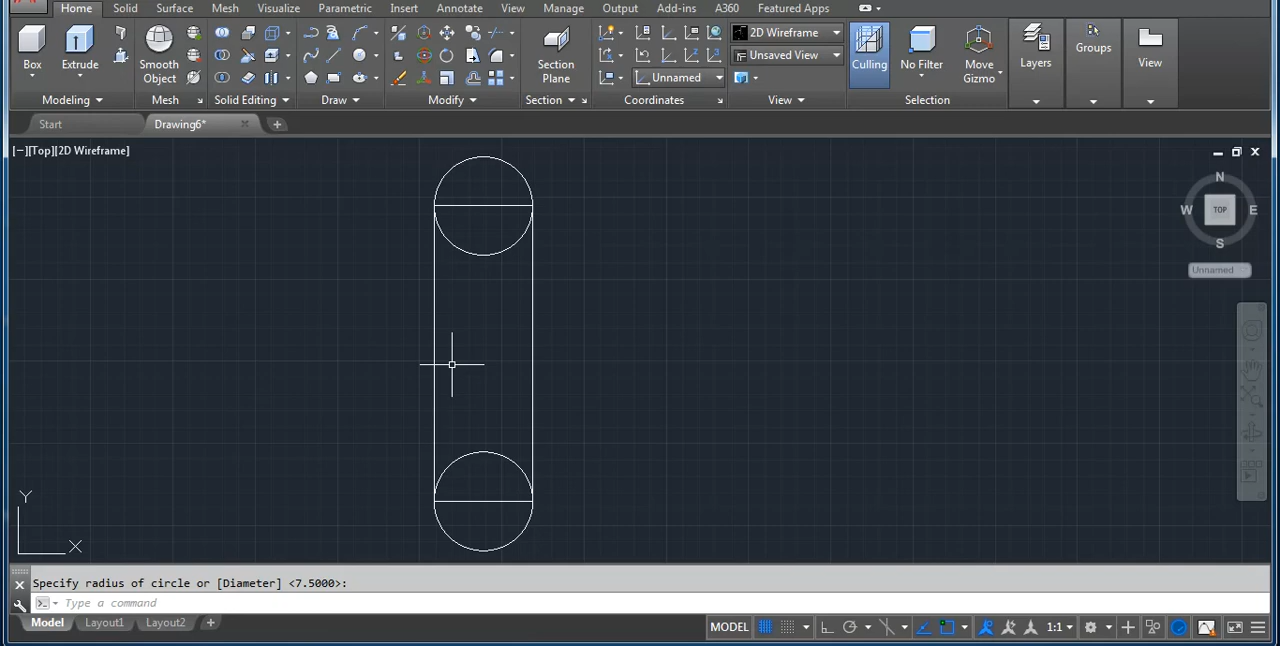 Home Solid Surface Mesh Visualize Parametric Insert Annotate View Manage Output Add-ins A360 Featured Apps
Box Extrude Smooth Object Section Plane 2D Wireframe Unsaved View Unnamed Culling No Filter Move Gizmo Layers Groups View
Modeling Mesh Solid Editing Draw Modify Section Coordinates View Selection
Start Drawing6* +
[−][Top][2D Wireframe]
N
W TOP E
S
Unnamed
Y
X
Specify radius of circle or [Diameter] <7.5000>:
Type a command
Model Layout1 Layout2 + MODEL 1:1